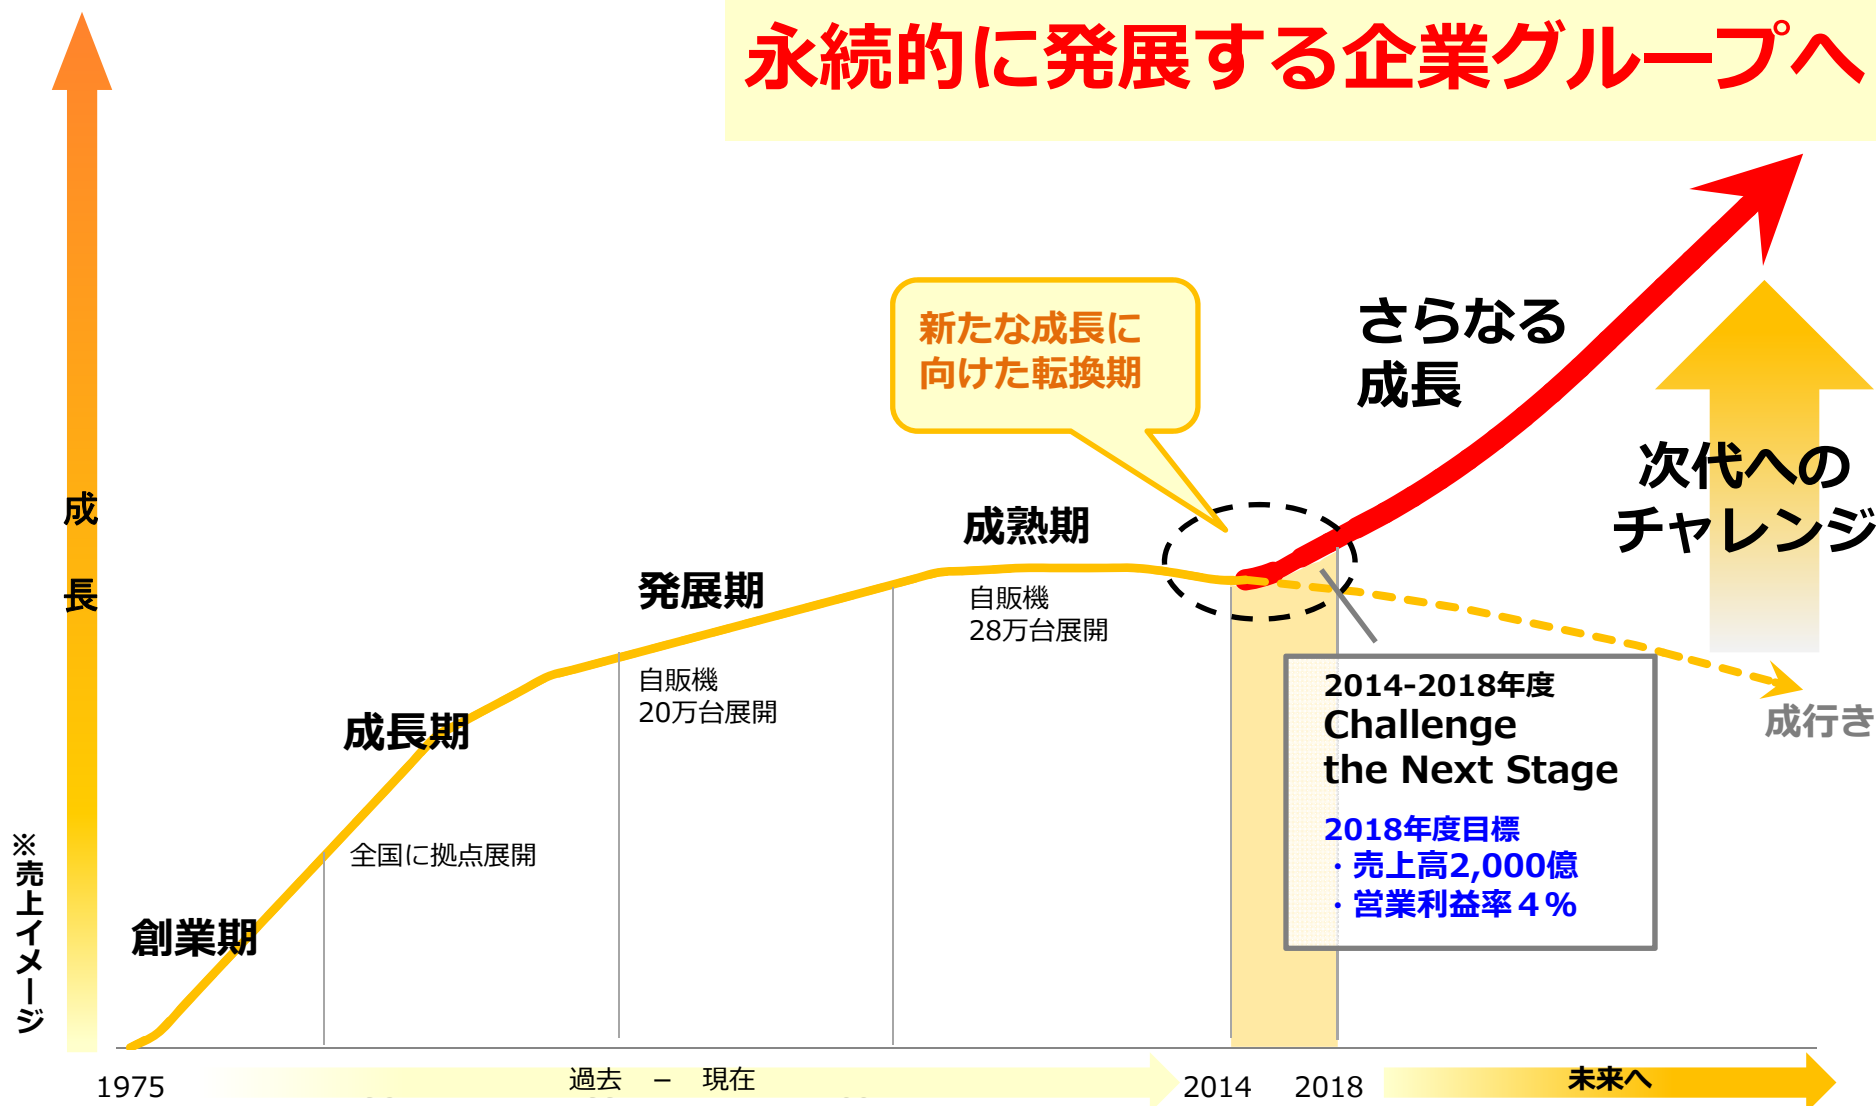 永続的に発展する企業グループへ
新たな成長に
向けた転換期
さらなる
成長
次代への
チャレンジ
成熟期
自販機
28万台展開
発展期
自販機
20万台展開
成長期
全国に拠点展開
創業期
成長
※売上イメージ
2014-2018年度
Challenge
the Next Stage
2018年度目標
・売上高2,000億
・営業利益率４％
成行き
1975
過去 － 現在
2014
2018
未来へ